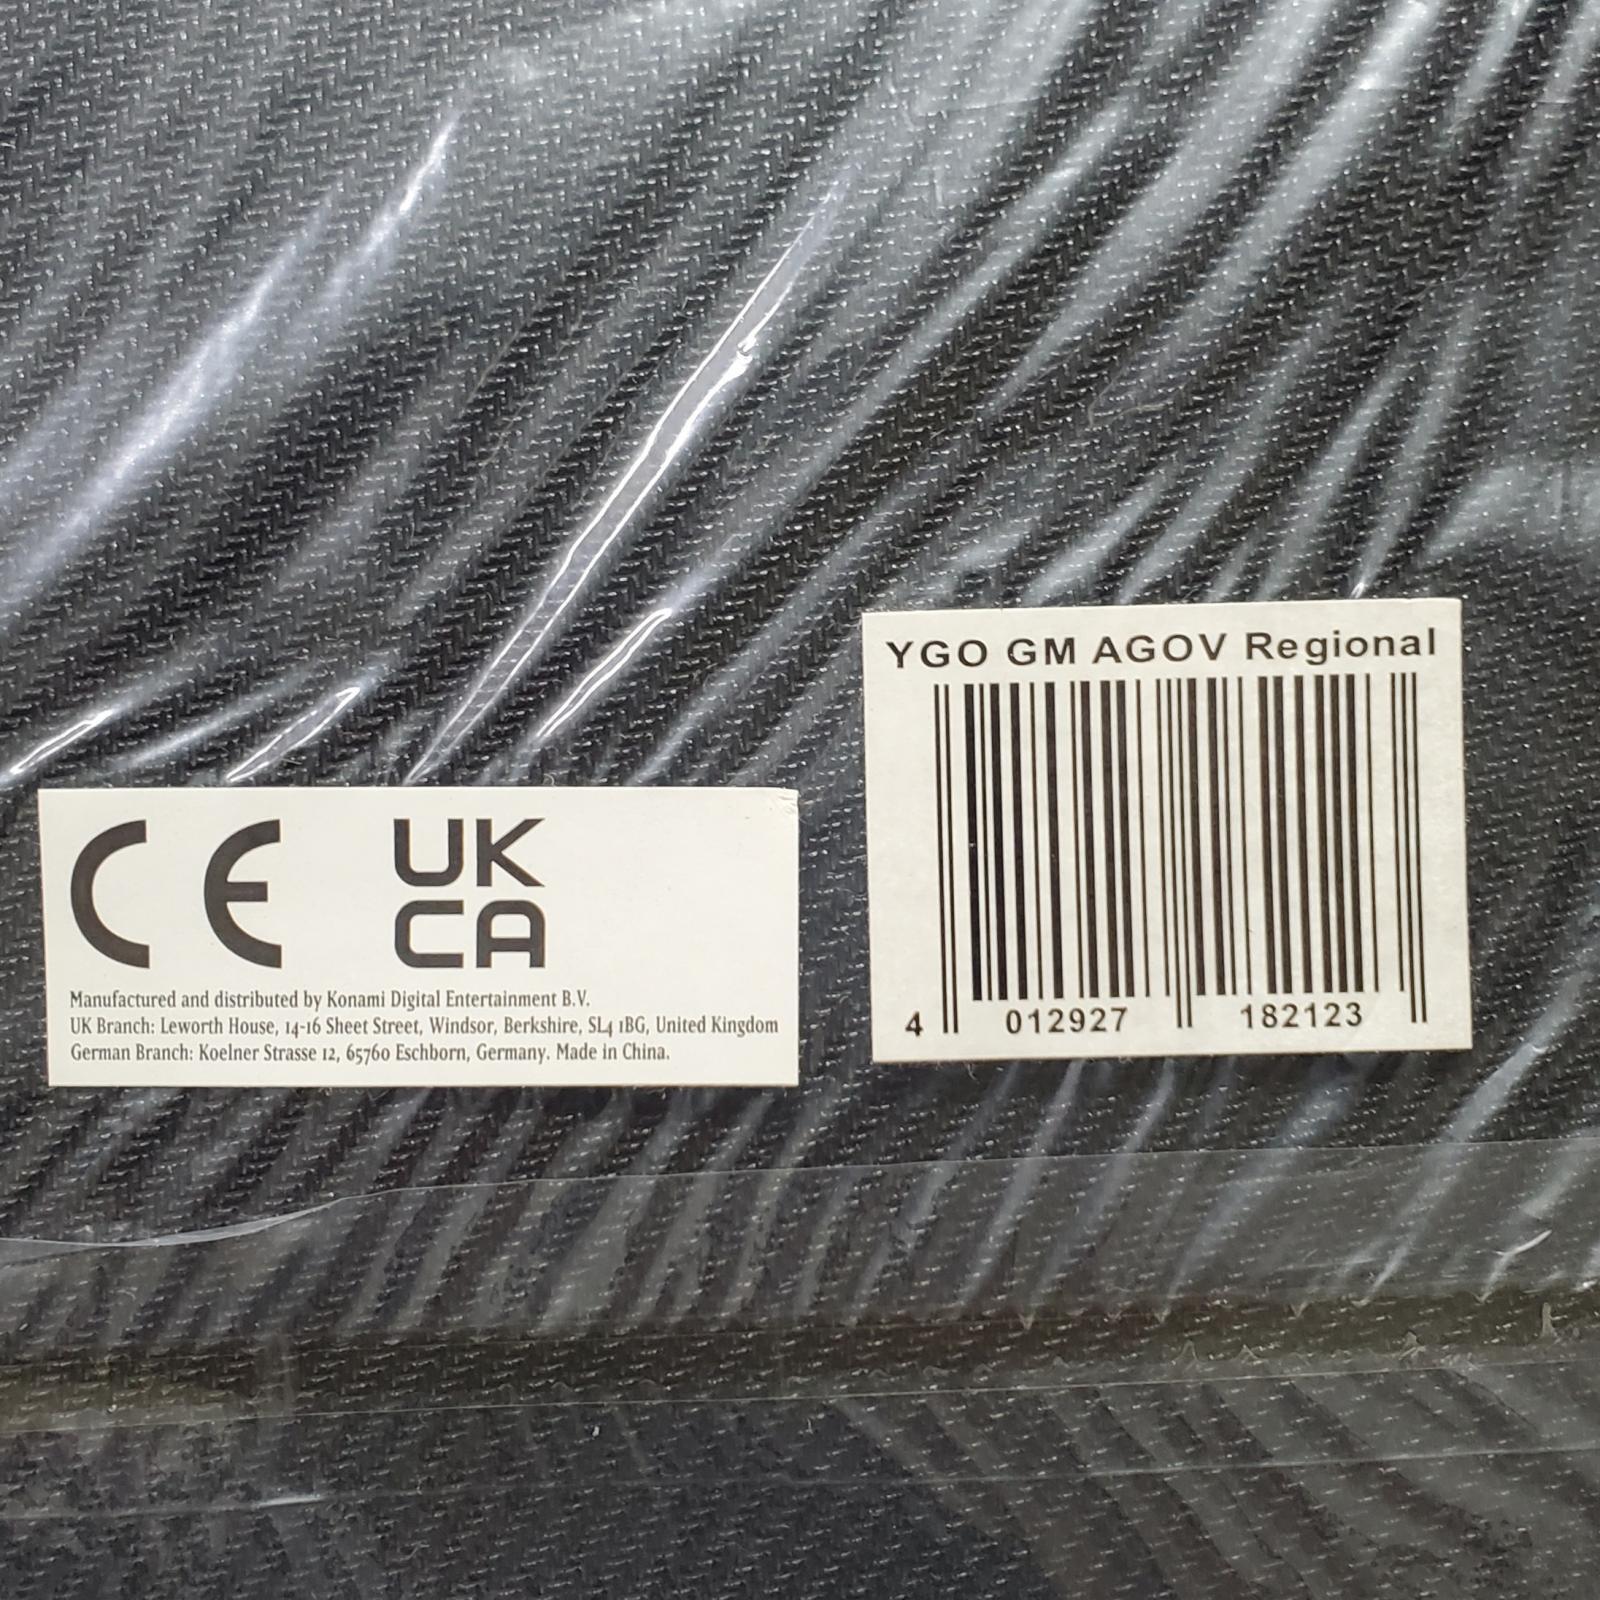 YGO GM AGOV Regional
4 012927 182123
CE
UK
CA
Manufactured and distributed by Konami Digital Entertainment B.V.
UK Branch: Leworth House, 14-16 Sheet Street, Windsor, Berkshire, SL4 1BG, United Kingdom
German Branch: Koelner Strasse 12, 65760 Eschborn, Germany. Made in China.